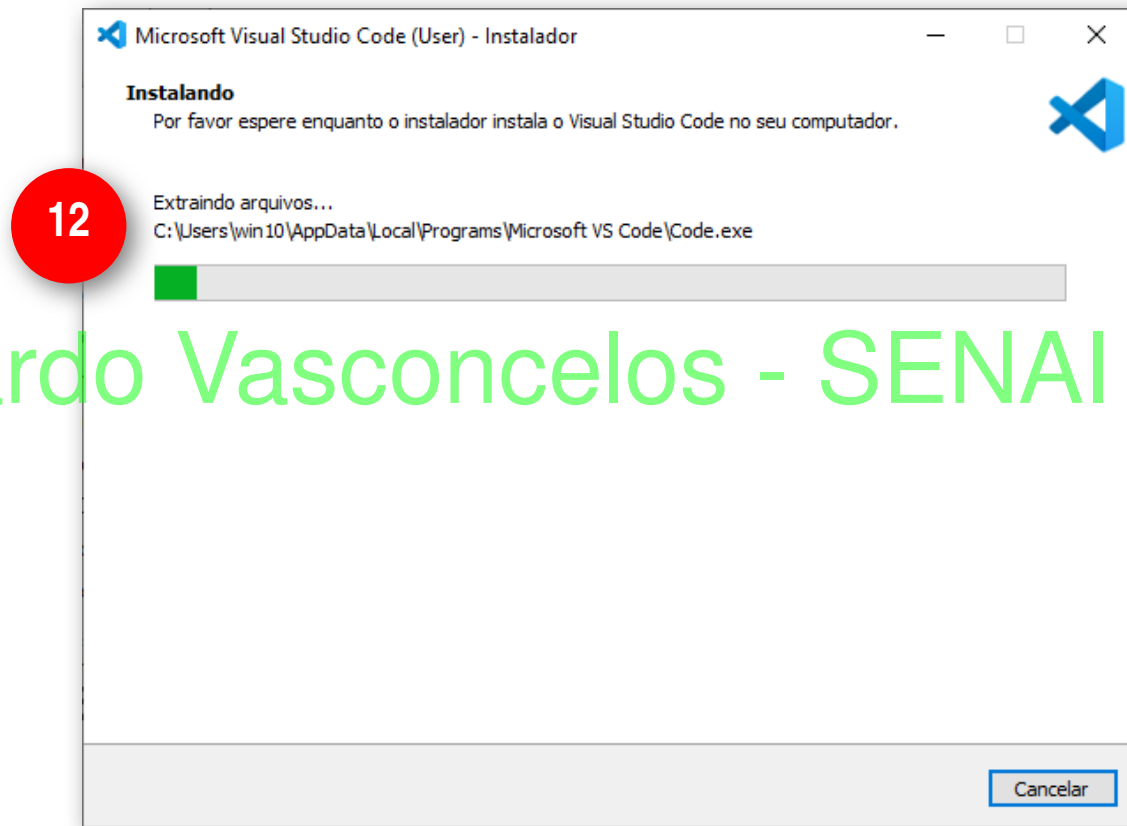 Microsoft Visual Studio Code (User) - Instalador
Instalando
Por favor espere enquanto o instalador instala o Visual Studio Code no seu computador.
12
Extraindo arquivos...
C:\Users\win10\AppData\Local\Programs\Microsoft VS Code\Code.exe
rdo Vasconcelos - SENAI
Cancelar